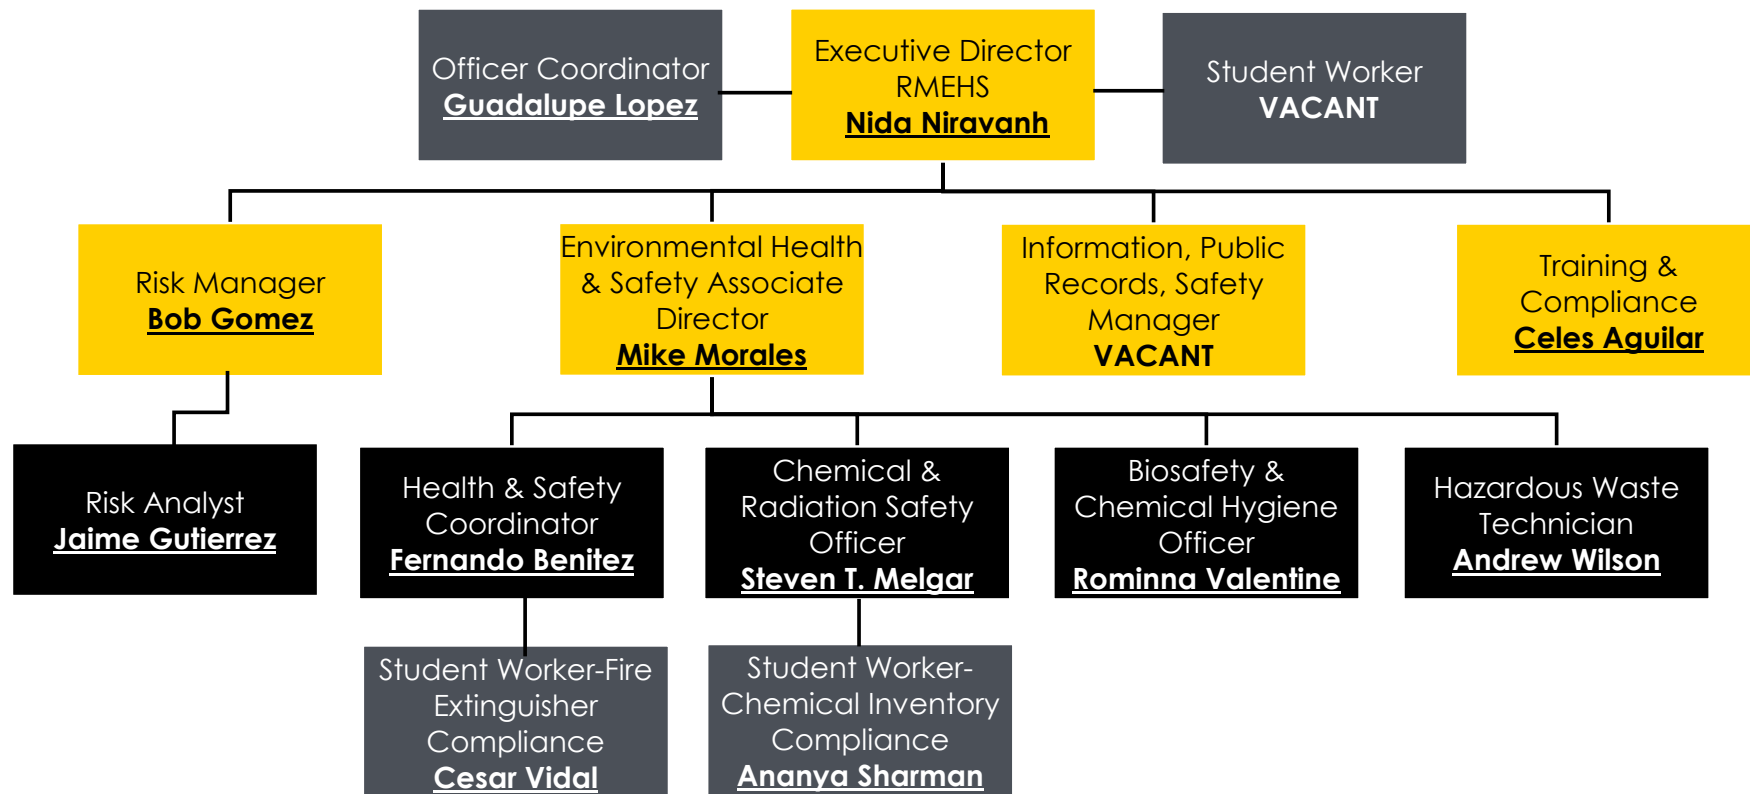 Officer Coordinator
Guadalupe Lopez
Executive Director
RMEHS
Nida Niravanh
Student Worker
VACANT
Risk Manager
Bob Gomez
Environmental Health
& Safety Associate
Director
Mike Morales
Information, Public
Records, Safety
Manager
VACANT
Training &
Compliance
Celes Aguilar
Risk Analyst
Jaime Gutierrez
Health & Safety
Coordinator
Fernando Benitez
Chemical &
Radiation Safety
Officer
Steven T. Melgar
Biosafety &
Chemical Hygiene
Officer
Rominna Valentine
Hazardous Waste
Technician
Andrew Wilson
Student Worker-Fire
Extinguisher
Compliance
Cesar Vidal
Student Worker-
Chemical Inventory
Compliance
Ananya Sharman